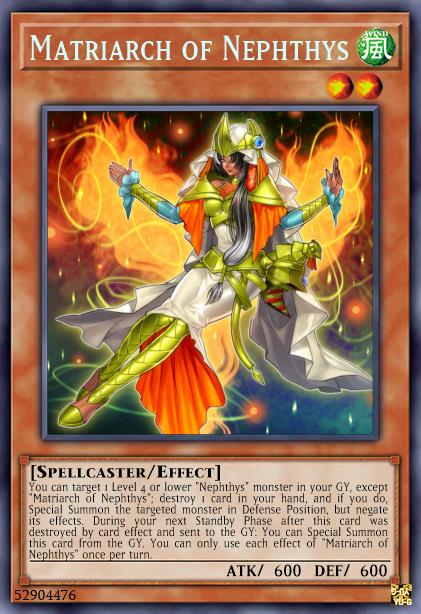 MATRIARCH OF NEPHTHYS
WIND
風
[SPELLCASTER/EFFECT]
You can target 1 Level 4 or lower "Nephthys" monster in your GY, except
"Matriarch of Nephthys"; destroy 1 card in your hand, and if you do,
Special Summon the targeted monster in Defense Position, but negate
its effects. During your next Standby Phase after this card was
destroyed by card effect and sent to the GY: You can Special Summon
this card from the GY. You can only use each effect of "Matriarch of
Nephthys" once per turn.
ATK/ 600 DEF/ 600
52904476